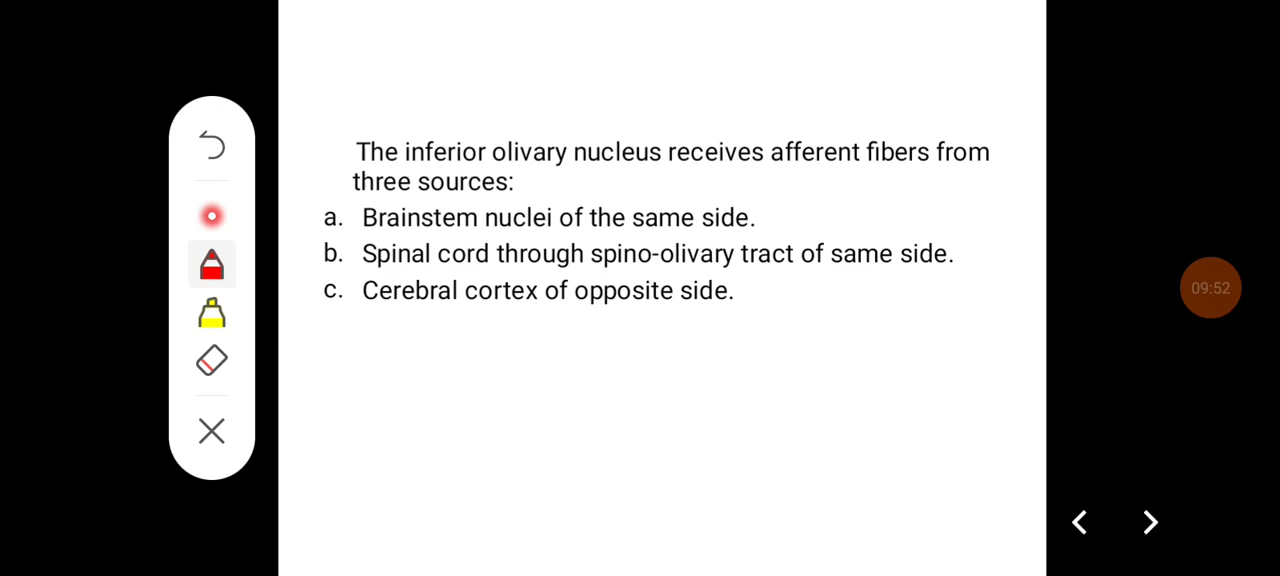 The inferior olivary nucleus receives afferent fibers from
three sources:
a. Brainstem nuclei of the same side.
b. Spinal cord through spino-olivary tract of same side.
c. Cerebral cortex of opposite side.
09:52